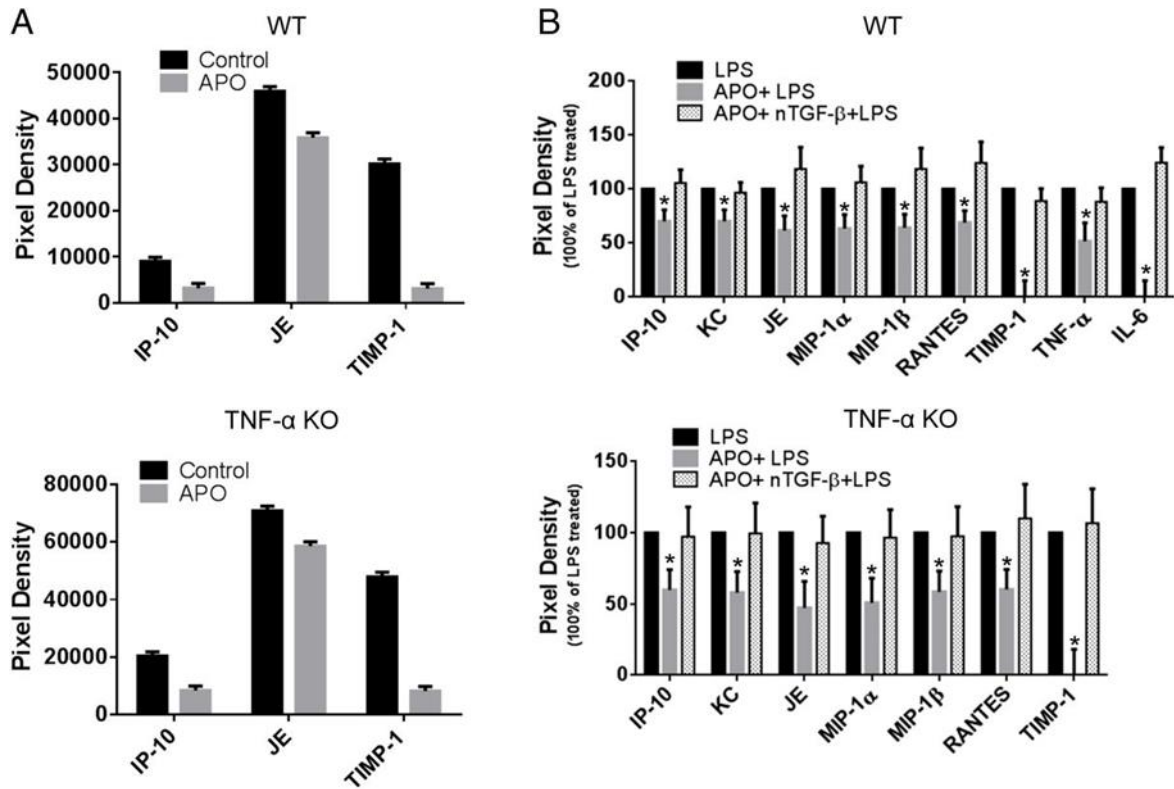 A
WT
Control
APO
Pixel Density
50000
40000
30000
20000
10000
0
IP-10
JE
TIMP-1
TNF-α KO
Control
APO
Pixel Density
80000
60000
40000
20000
0
IP-10
JE
TIMP-1
B
WT
LPS
APO+ LPS
APO+ nTGF-β+LPS
Pixel Density
(100% of LPS treated)
200
150
100
50
0
* * * * * * * * *
IP-10
KC
JE
MIP-1α
MIP-1β
RANTES
TIMP-1
TNF-α
IL-6
TNF-α KO
LPS
APO+ LPS
APO+ nTGF-β+LPS
Pixel Density
(100% of LPS treated)
150
100
50
0
* * * * * * *
IP-10
KC
JE
MIP-1α
MIP-1β
RANTES
TIMP-1